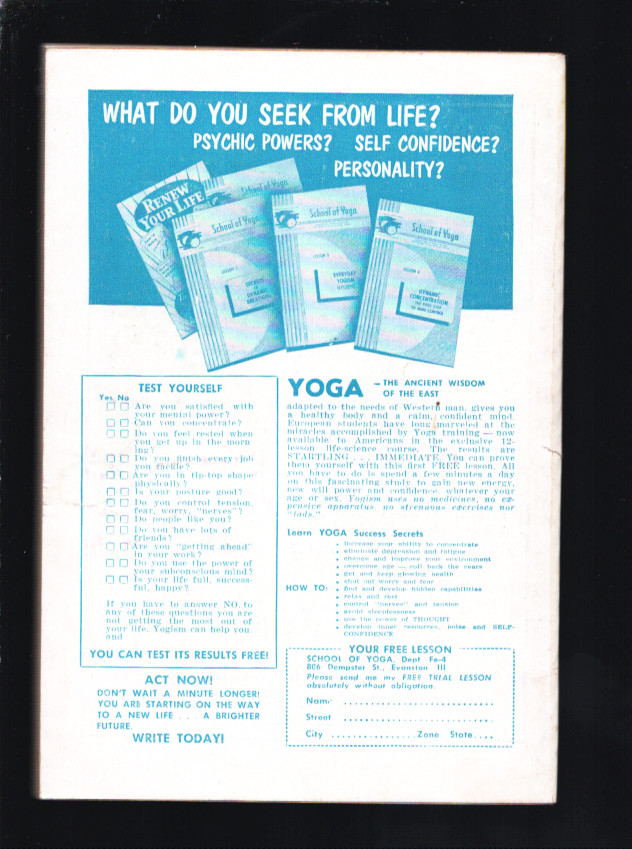 WHAT DO YOU SEEK FROM LIFE?
PSYCHIC POWERS? SELF CONFIDENCE?
PERSONALITY?
RENEW
YOUR LIFE
School of Yoga
School of Yoga
School of Yoga
School of Yoga
SECRETS
OF
DYNAMIC
BREATHING
EVERYDAY
YOGISM
HYGIENE
DYNAMIC
CONCENTRATION
THE FIRST STEP
TO MIND CONTROL
TEST YOURSELF
Yes No
Are you satisfied with
your mental power?
Can you concentrate?
Do you feel rested when
you get up in the morn
ing?
Do you finish every job
you tackle?
Are you in tip-top shape
physically?
Is your posture good?
Do you control tension,
fear, worry, "nerves"?
Do people like you?
Do you have lots of
friends?
Are you "getting ahead"
in your work?
Do you use the power of
your subconscious mind?
Is your life full, success-
ful, happy?
If you have to answer NO to
any of these questions you are
not getting the most out of
your life. Yogism can help you.
and
YOU CAN TEST ITS RESULTS FREE!
ACT NOW!
DON'T WAIT A MINUTE LONGER!
YOU ARE STARTING ON THE WAY
TO A NEW LIFE . . . A BRIGHTER
FUTURE.
WRITE TODAY!
YOGA — THE ANCIENT WISDOM
OF THE EAST
adapted to the needs of Western man, gives you
a healthy body and a calm, confident mind.
European students have long marveled at the
miracles accomplished by Yoga training — now
available to Americans in the exclusive 12-
lesson life-science course. The results are
STARTLING . . . IMMEDIATE. You can prove
them yourself with this first FREE lesson. All
you have to do is spend a few minutes a day
on this fascinating study to gain new energy,
new will power and confidence, whatever your
age or sex. Yogism uses no medicines, no ex-
pensive apparatus, no strenuous exercises nor
"fads."
Learn YOGA Success Secrets
HOW TO:
• increase your ability to concentrate
• eliminate depression and fatigue
• change and improve your environment
• overcome age — roll back the years
• get and keep glowing health
• shut out worry and fear
• find and develop hidden capabilities
• relax and rest
• control "nerves" and tension
• avoid sleeplessness
• use the power of THOUGHT
• develop inner resources, poise and SELF-
CONFIDENCE
YOUR FREE LESSON
SCHOOL OF YOGA, Dept Fe-4
806 Dempster St., Evanston Ill
Please send me my FREE TRIAL LESSON
absolutely without obligation.
Name ........................
Street ........................
City ................ Zone State....